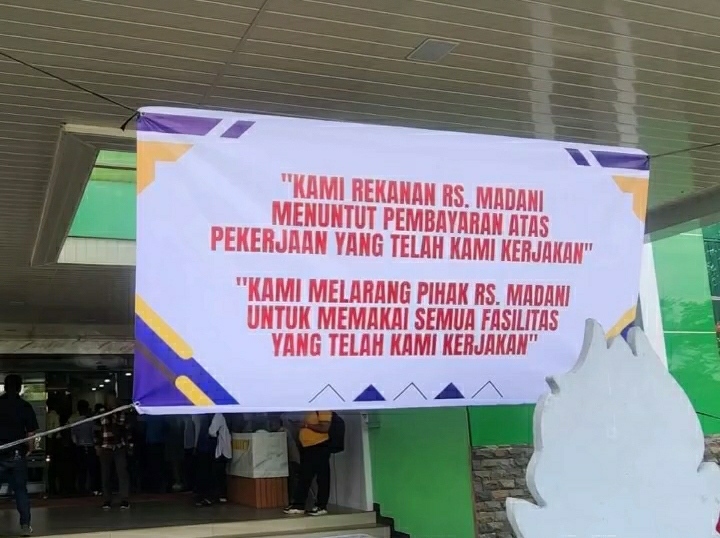 "KAMI REKANAN RS. MADANI
MENUNTUT PEMBAYARAN ATAS
PEKERJAAN YANG TELAH KAMI KERJAKAN"
"KAMI MELARANG PIHAK RS. MADANI
UNTUK MEMAKAI SEMUA FASILITAS
YANG TELAH KAMI KERJAKAN"